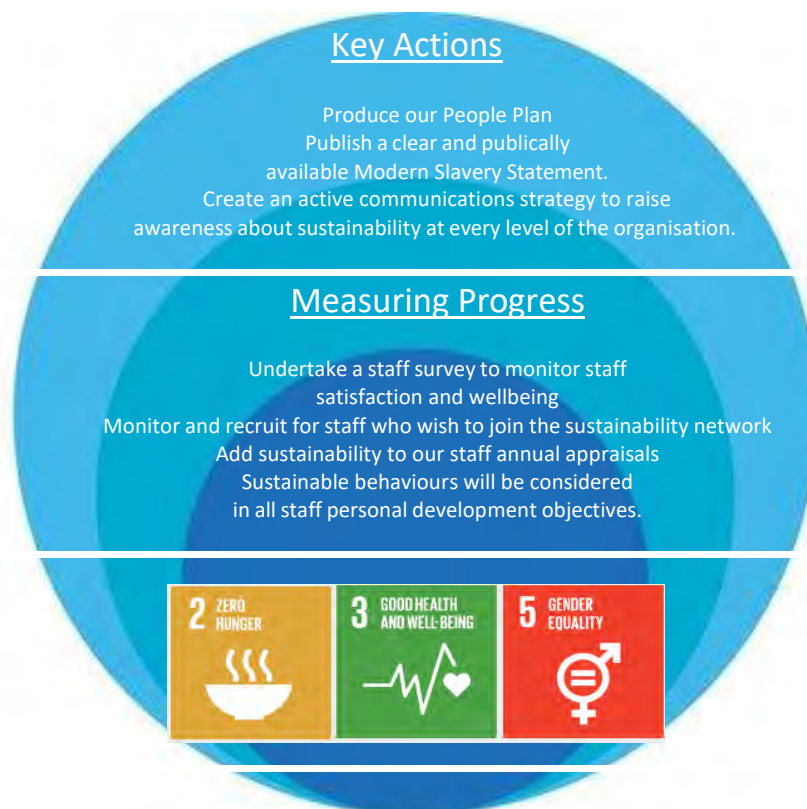 Key Actions
Produce our People Plan
Publish a clear and publically
available Modern Slavery Statement.
Create an active communications strategy to raise
awareness about sustainability at every level of the organisation.
Measuring Progress
Undertake a staff survey to monitor staff
satisfaction and wellbeing
Monitor and recruit for staff who wish to join the sustainability network
Add sustainability to our staff annual appraisals
Sustainable behaviours will be considered
in all staff personal development objectives.
2 ZERO
HUNGER
3 GOOD HEALTH
AND WELL-BEING
5 GENDER
EQUALITY